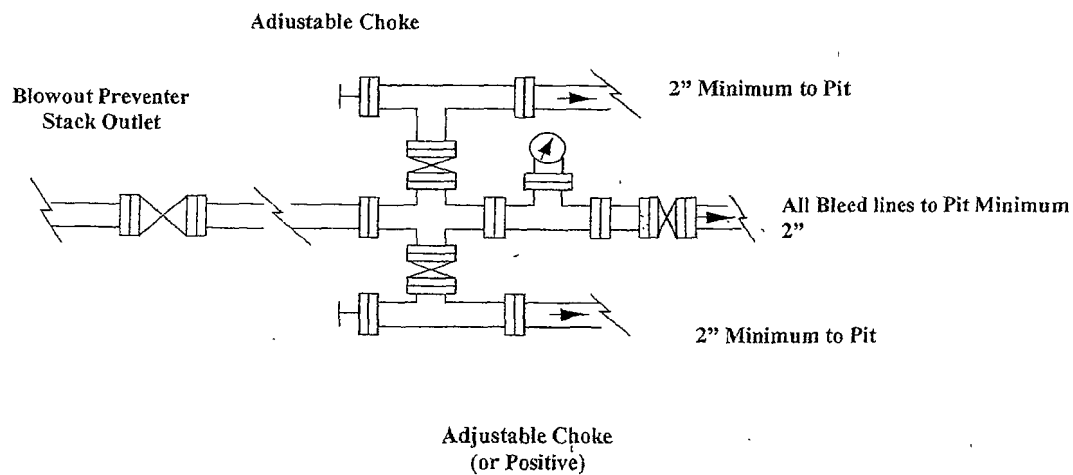 Adiustable Choke
Blowout Preventer
Stack Outlet
2" Minimum to Pit
All Bleed lines to Pit Minimum
2"
2" Minimum to Pit
Adjustable Choke
(or Positive)